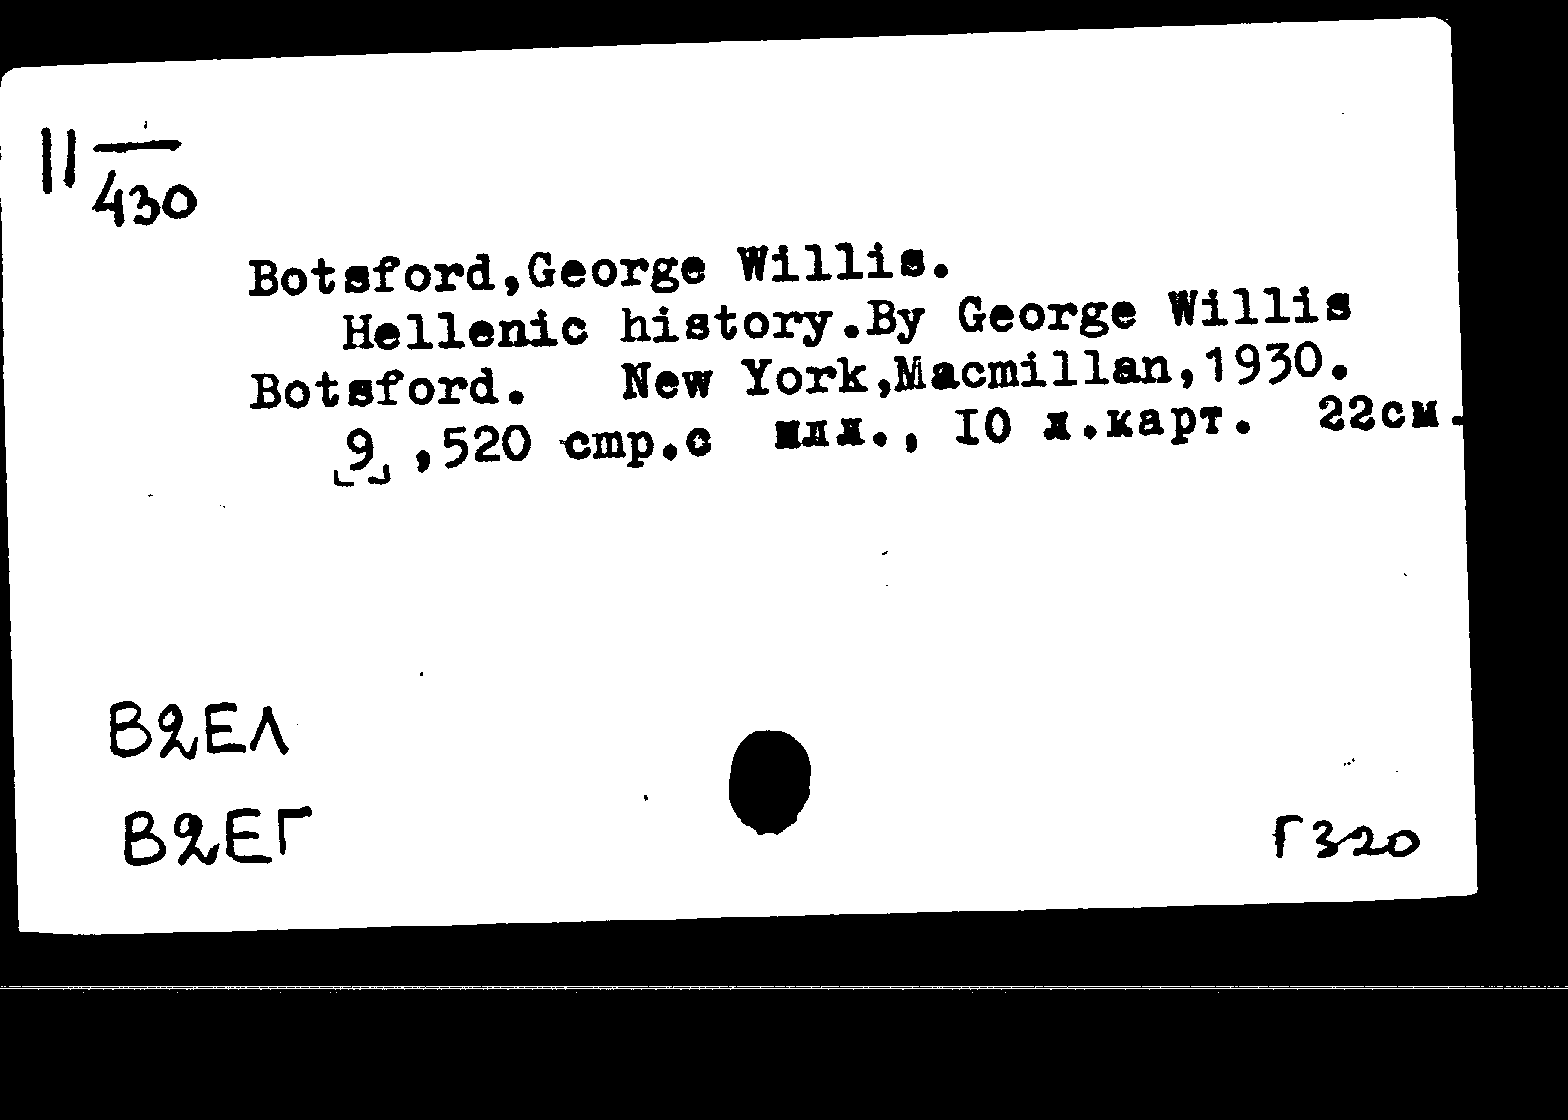 II —
430
Botsford,George Willis.
Hellenic history.By George Willis
Botsford. New York,Macmillan,1930.
9 ,520 стр.с илл., 10 л.карт. 22см.
В2ЕЛ
В2ЕГ
Г320